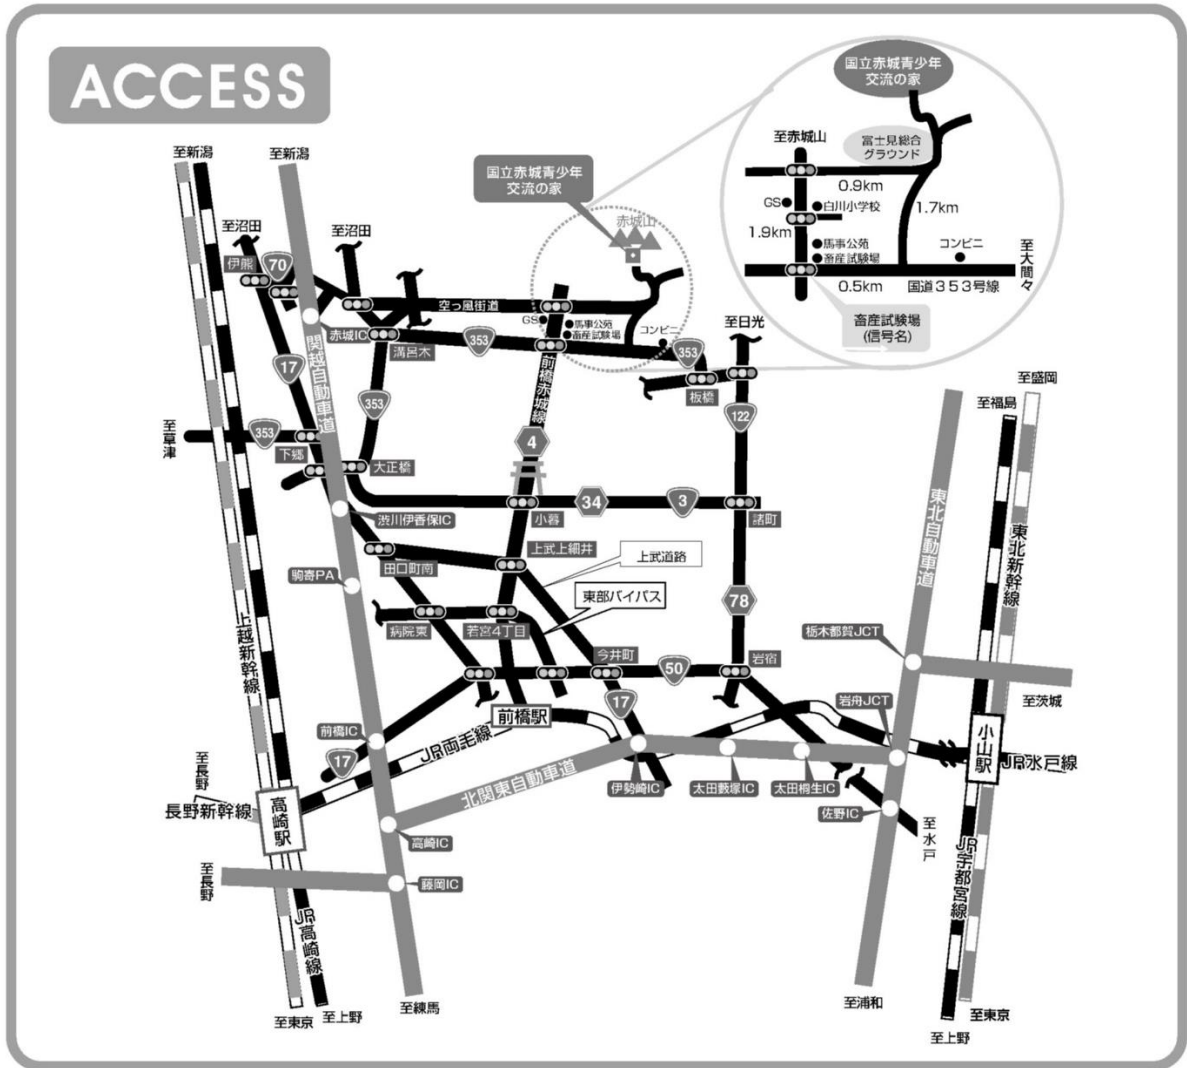 ACCESS
国立赤城青少年
交流の家
至赤城山
富士見総合
グラウンド
0.9km
GS
白川小学校
1.7km
1.9km
馬事公苑
畜産試験場
コンビニ
至大間々
0.5km
国道353号線
畜産試験場
(信号名)
至新潟
至新潟
国立赤城青少年
交流の家
赤城山
至沼田
至沼田
伊熊
70
空っ風街道
GS
馬事公苑
畜産試験場
コンビニ
至日光
赤城IC
溝呂木
353
353
板橋
関越自動車道
17
前橋赤城線
353
122
至盛岡
至福島
至草津
353
下郷
大正橋
4
34
3
小暮
諸町
渋川伊香保IC
東北自動車道
東北新幹線
上武上細井
田口町南
上武道路
駒寄PA
東部バイパス
78
上越新幹線
病院東
若宮4丁目
今井町
50
岩宿
栃木都賀JCT
至茨城
17
前橋駅
岩舟JCT
前橋IC
17
JR両毛線
小山駅
JR水戸線
至長野
長野新幹線
北関東自動車道
伊勢崎IC
太田藪塚IC
太田桐生IC
佐野IC
高崎駅
高崎IC
至水戸
JR宇都宮線
至長野
藤岡IC
JR高崎線
至東京
至上野
至練馬
至浦和
至東京
至上野